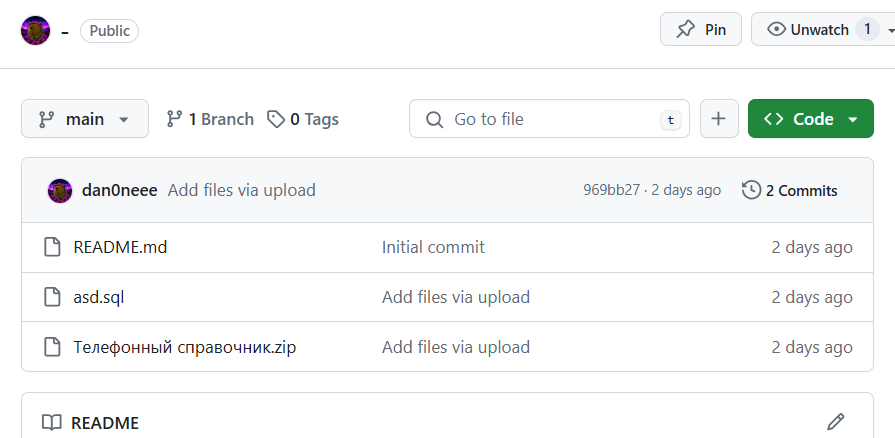 - Public Pin Unwatch 1
main 1 Branch 0 Tags Go to file t Code
dan0neee Add files via upload 969bb27 · 2 days ago 2 Commits
README.md Initial commit 2 days ago
asd.sql Add files via upload 2 days ago
Телефонный справочник.zip Add files via upload 2 days ago
README